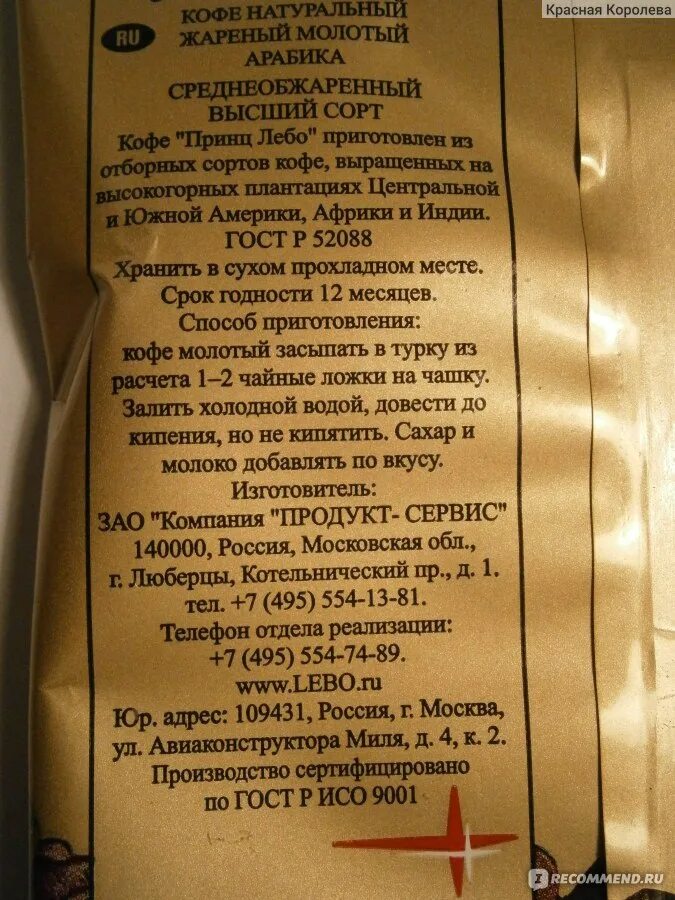 Красная Королева
КОФЕ НАТУРАЛЬНЫЙ
RU
ЖАРЕНЫЙ МОЛОТЫЙ
АРАБИКА
СРЕДНЕОБЖАРЕННЫЙ
ВЫСШИЙ СОРТ
Кофе "Принц Лебо" приготовлен из
отборных сортов кофе, выращенных на
высокогорных плантациях Центральной
и Южной Америки, Африки и Индии.
ГОСТ Р 52088
Хранить в сухом прохладном месте.
Срок годности 12 месяцев.
Способ приготовления:
кофе молотый засыпать в турку из
расчета 1–2 чайные ложки на чашку.
Залить холодной водой, довести до
кипения, но не кипятить. Сахар и
молоко добавлять по вкусу.
Изготовитель:
ЗАО "Компания "ПРОДУКТ- СЕРВИС"
140000, Россия, Московская обл.,
г. Люберцы, Котельнический пр., д. 1.
тел. +7 (495) 554-13-81.
Телефон отдела реализации:
+7 (495) 554-74-89.
www.LEBO.ru
Юр. адрес: 109431, Россия, г. Москва,
ул. Авиаконструктора Миля, д. 4, к. 2.
Производство сертифицировано
по ГОСТ Р ИСО 9001
IRECOMMEND.RU